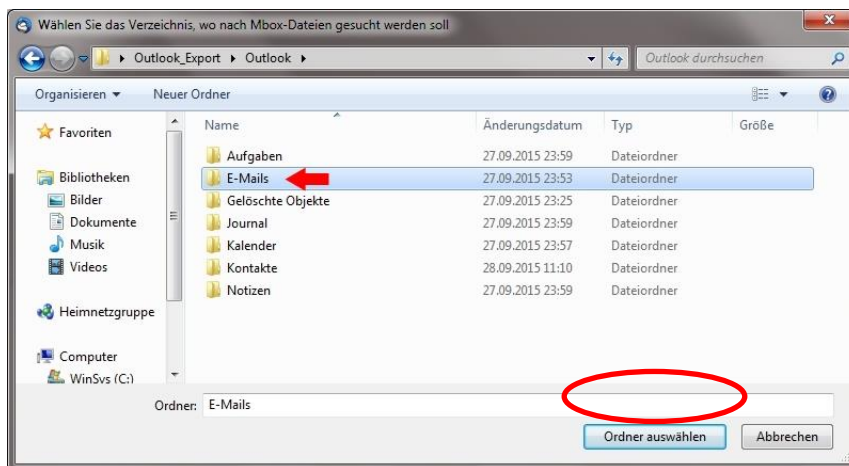 Wählen Sie das Verzeichnis, wo nach Mbox-Dateien gesucht werden soll
Outlook_Export Outlook
Outlook durchsuchen
Organisieren Neuer Ordner
Favoriten
Bibliotheken
Bilder
Dokumente
Musik
Videos
Heimnetzgruppe
Computer
WinSys (C:)
Name Änderungsdatum Typ Größe
Aufgaben 27.09.2015 23:59 Dateiordner
E-Mails 27.09.2015 23:53 Dateiordner
Gelöschte Objekte 27.09.2015 23:25 Dateiordner
Journal 27.09.2015 23:59 Dateiordner
Kalender 27.09.2015 23:57 Dateiordner
Kontakte 28.09.2015 11:10 Dateiordner
Notizen 27.09.2015 23:59 Dateiordner
Ordner: E-Mails
Ordner auswählen Abbrechen